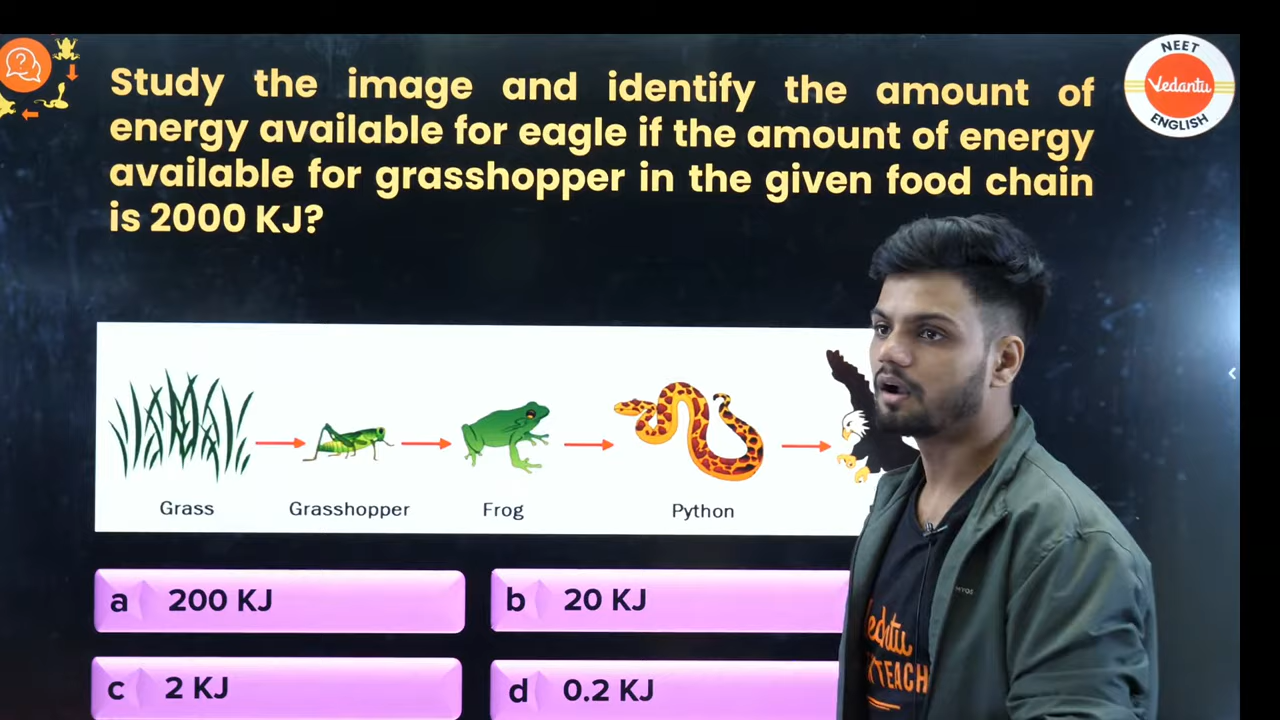 NEET
Vedantu
ENGLISH
Study the image and identify the amount of
energy available for eagle if the amount of energy
available for grasshopper in the given food chain
is 2000 KJ?
Grass
Grasshopper
Frog
Python
a 200 KJ
b 20 KJ
c 2 KJ
d 0.2 KJ